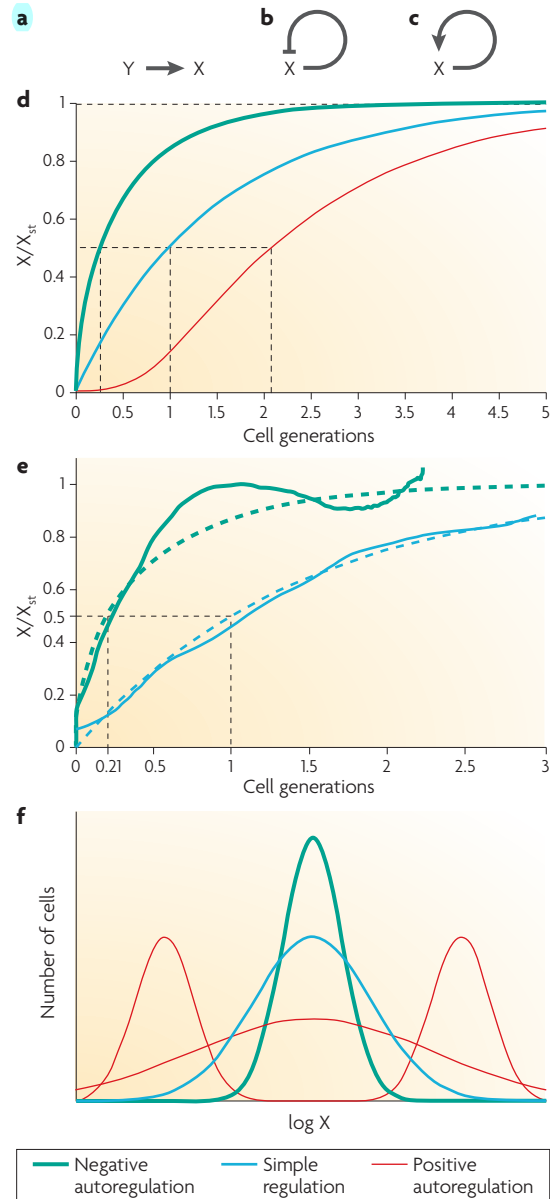 a
b
c
Y X
X
X
d
1
0.8
0.6
0.4
0.2
0
X/Xst
0.5 1 1.5 2 2.5 3 3.5 4 4.5 5
Cell generations
e
1
0.8
0.6
0.5
0.4
0.2
0
X/Xst
0 0.21 0.5 1 1.5 2 2.5 3
Cell generations
f
Number of cells
log X
Negative autoregulation
Simple regulation
Positive autoregulation